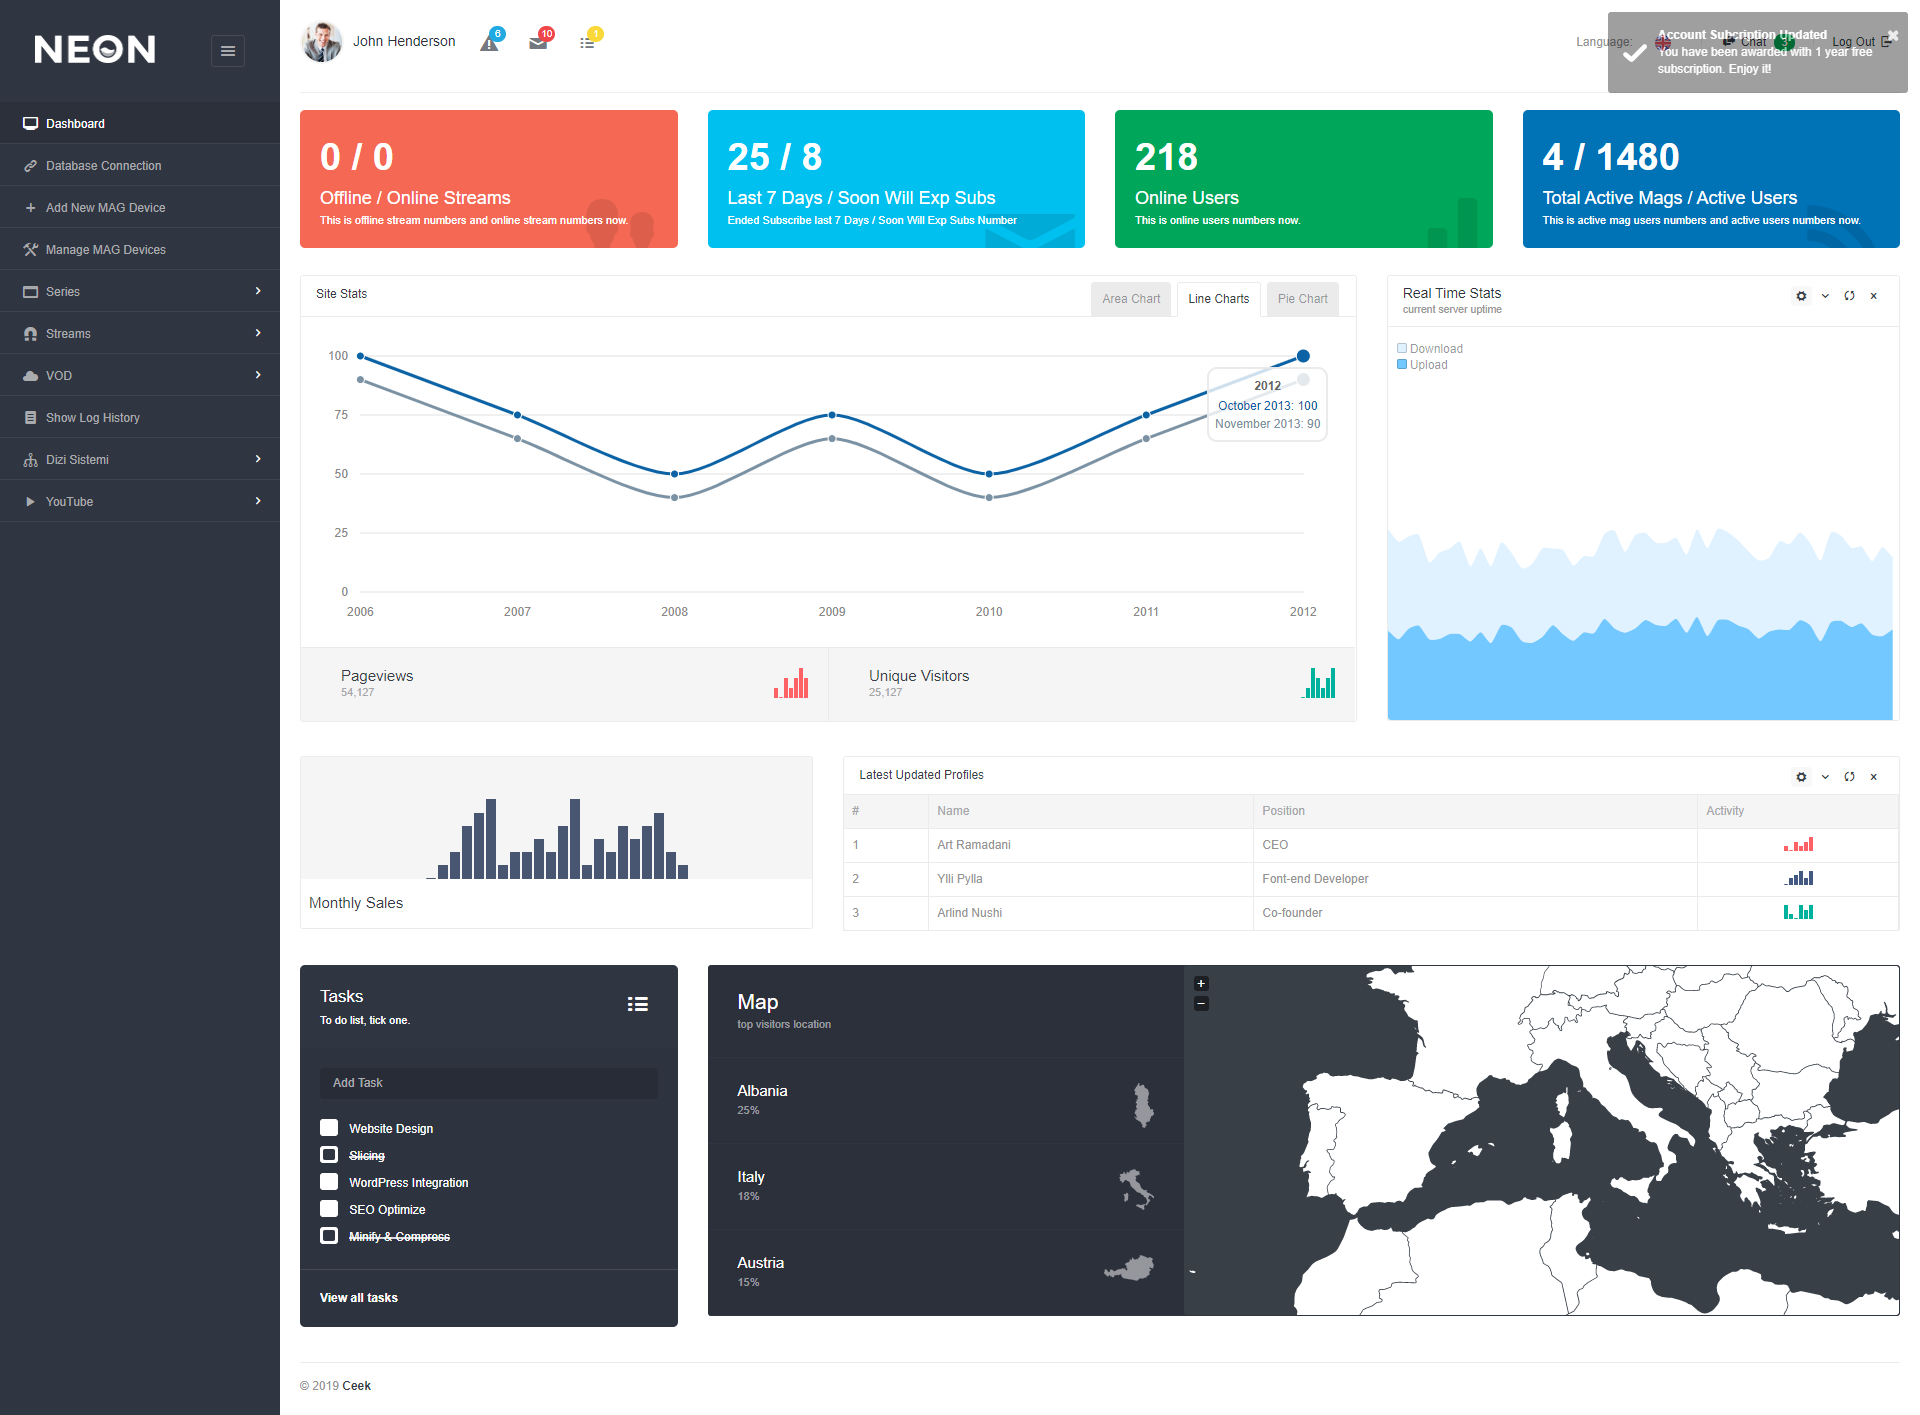 NEON
Dashboard
Database Connection
Add New MAG Device
Manage MAG Devices
Series
Streams
VOD
Show Log History
Dizi Sistemi
YouTube
John Henderson
6
10
1
Language:
Chat
3
Log Out
Account Subcription Updated
You have been awarded with 1 year free
subscription. Enjoy it!
0 / 0
Offline / Online Streams
This is offline stream numbers and online stream numbers now.
25 / 8
Last 7 Days / Soon Will Exp Subs
Ended Subscribe last 7 Days / Soon Will Exp Subs Number
218
Online Users
This is online users numbers now.
4 / 1480
Total Active Mags / Active Users
This is active mag users numbers and active users numbers now.
Site Stats
Area Chart
Line Charts
Pie Chart
100
75
50
25
0
2006
2007
2008
2009
2010
2011
2012
2012
October 2013: 100
November 2013: 90
Pageviews
54,127
Unique Visitors
25,127
Real Time Stats
current server uptime
Download
Upload
Monthly Sales
Latest Updated Profiles
# Name Position Activity
1 Art Ramadani CEO
2 Ylli Pylla Font-end Developer
3 Arlind Nushi Co-founder
Tasks
To do list, tick one.
Add Task
Website Design
Slicing
WordPress Integration
SEO Optimize
Minify & Compress
View all tasks
Map
top visitors location
Albania
25%
Italy
18%
Austria
15%
+
−
© 2019 Ceek